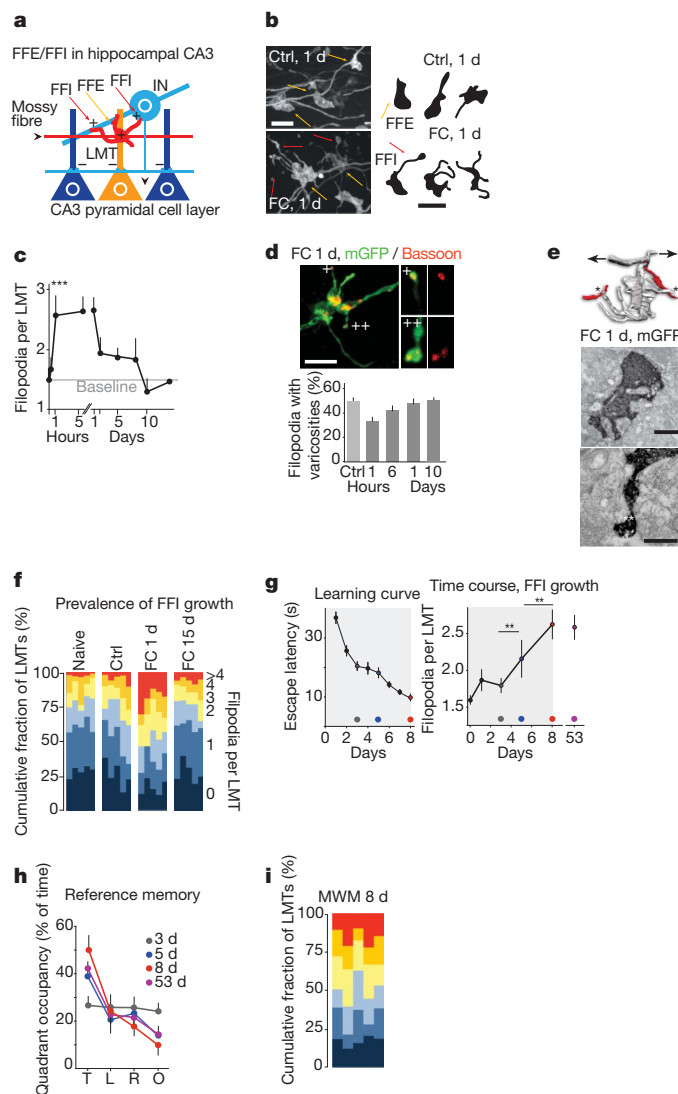 a
FFE/FFI in hippocampal CA3
FFI FFE FFI IN
Mossy
fibre
+ + +
LMT
– – –
CA3 pyramidal cell layer
b
Ctrl, 1 d
FC, 1 d
Ctrl, 1 d
FFE
FC, 1 d
FFI
c
Filopodia per LMT
3
2
1
***
Baseline
1 5 1 5 10
Hours Days
d
FC 1 d, mGFP / Bassoon
+
++
+
++
Filopodia with
varicosities (%)
60
40
20
0
Ctrl 1 6 1 10
Hours Days
e
* *
FC 1 d, mGFP
**
f
Prevalence of FFI growth
Cumulative fraction of LMTs (%)
100
75
50
25
0
Naive
Ctrl
FC 1 d
FC 15 d
>4
4
3
2
1
0
Filpodia per LMT
g
Learning curve
Escape latency (s)
30
10
0 2 4 6 8
Days
Time course, FFI growth
Filopodia per LMT
2.5
2.0
1.5
** **
0 2 4 6 8 53
Days
h
Reference memory
Quadrant occupancy (% of time)
60
40
20
0
3 d
5 d
8 d
53 d
T L R O
i
MWM 8 d
Cumulative fraction of LMTs (%)
100
75
50
25
0